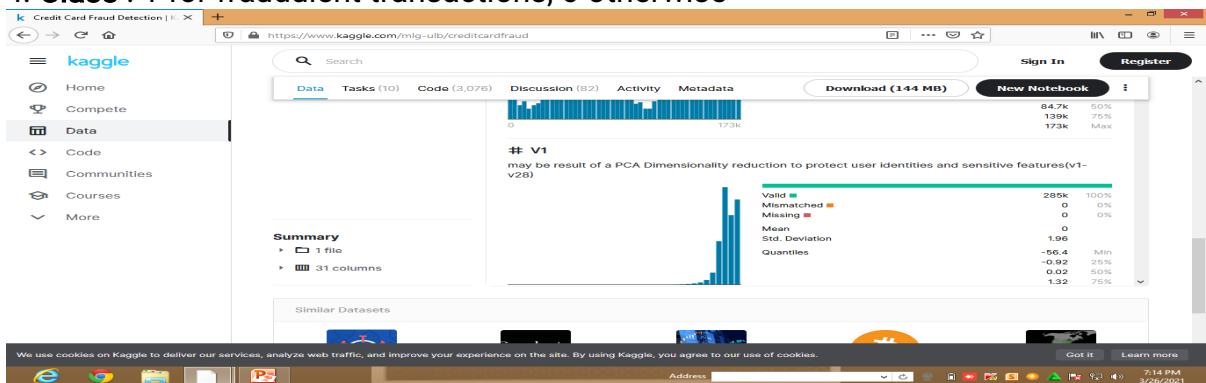 4. Class : 1 for fraudulent transactions, 0 otherwise
Credit Card Fraud Detection | K
https://www.kaggle.com/mlg-ulb/creditcardfraud
kaggle
Search
Sign In
Register
Home
Compete
Data
Code
Communities
Courses
More
Data Tasks (10) Code (3,076) Discussion (82) Activity Metadata
Download (144 MB)
New Notebook
84.7k 50%
139k 75%
0 173k
173k Max
# V1
may be result of a PCA Dimensionality reduction to protect user identities and sensitive features(v1-
v28)
Valid 285k 100%
Mismatched 0 0%
Missing 0 0%
Mean 0
Std. Deviation 1.96
Quantiles -56.4 Min
-0.92 25%
0.02 50%
1.32 75%
Summary
1 file
31 columns
Similar Datasets
We use cookies on Kaggle to deliver our services, analyze web traffic, and improve your experience on the site. By using Kaggle, you agree to our use of cookies.
Got it
Learn more
Address
7:14 PM
3/26/2021